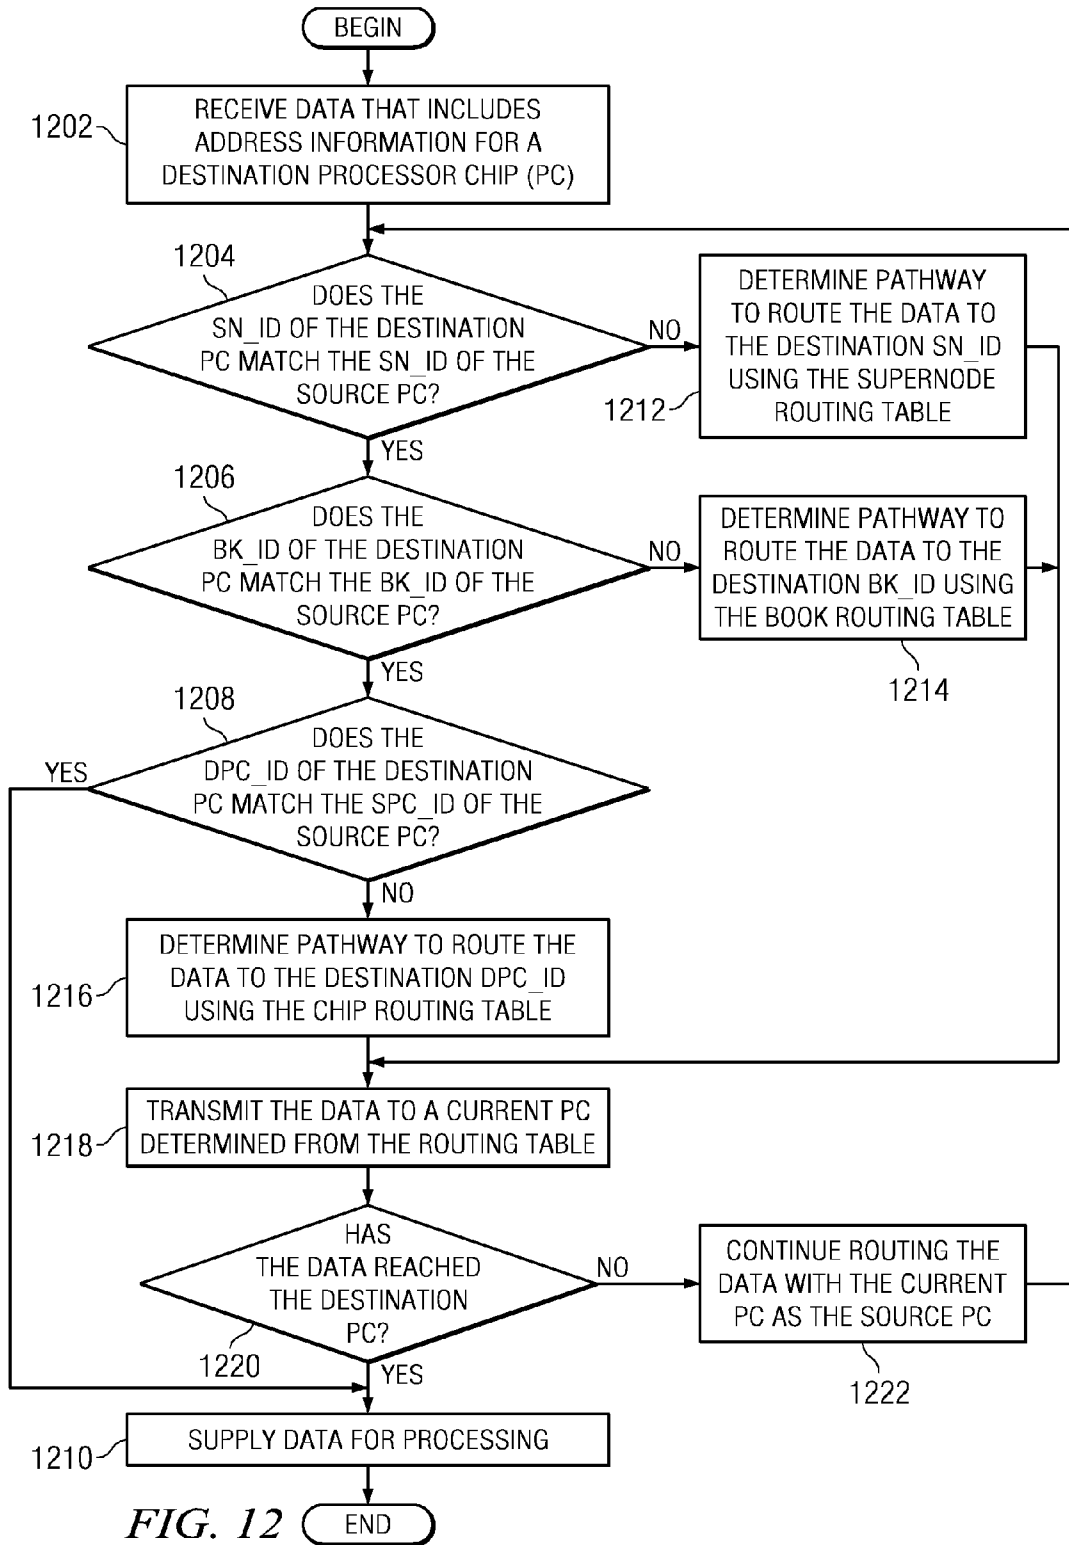 BEGIN
1202
RECEIVE DATA THAT INCLUDES
ADDRESS INFORMATION FOR A
DESTINATION PROCESSOR CHIP (PC)
1204
DOES THE
SN_ID OF THE DESTINATION
PC MATCH THE SN_ID OF THE
SOURCE PC?
NO
DETERMINE PATHWAY
TO ROUTE THE DATA TO
THE DESTINATION SN_ID
USING THE SUPERNODE
ROUTING TABLE
1212
YES
1206
DOES THE
BK_ID OF THE DESTINATION
PC MATCH THE BK_ID OF THE
SOURCE PC?
NO
DETERMINE PATHWAY TO
ROUTE THE DATA TO THE
DESTINATION BK_ID USING
THE BOOK ROUTING TABLE
1214
YES
1208
DOES THE
DPC_ID OF THE DESTINATION
PC MATCH THE SPC_ID OF THE
SOURCE PC?
YES
NO
1216
DETERMINE PATHWAY TO ROUTE THE
DATA TO THE DESTINATION DPC_ID
USING THE CHIP ROUTING TABLE
1218
TRANSMIT THE DATA TO A CURRENT PC
DETERMINED FROM THE ROUTING TABLE
HAS
THE DATA REACHED
THE DESTINATION
PC?
1220
NO
CONTINUE ROUTING THE
DATA WITH THE CURRENT
PC AS THE SOURCE PC
1222
YES
1210
SUPPLY DATA FOR PROCESSING
FIG. 12
END